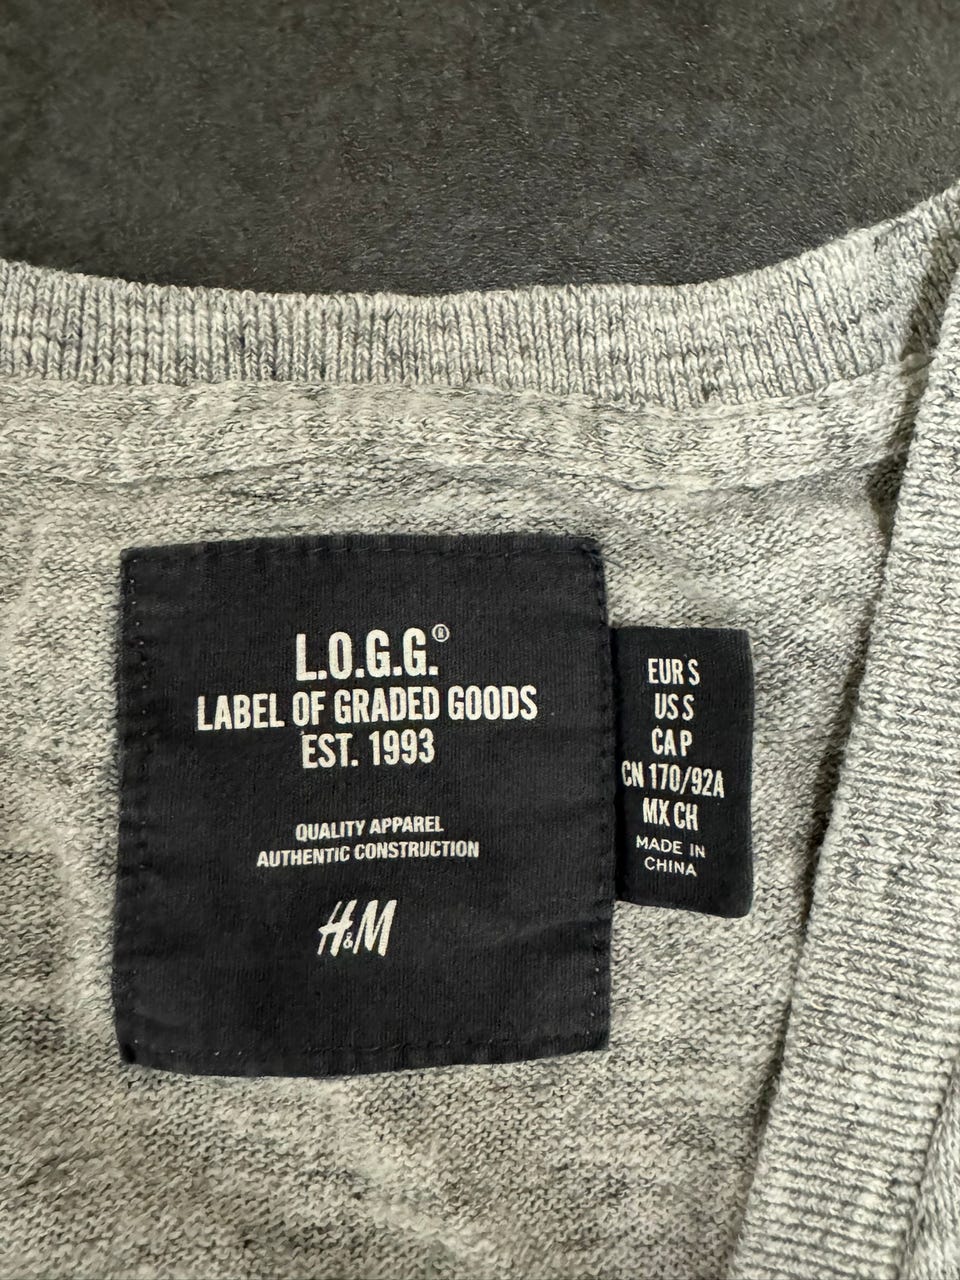 L.O.G.G.®
LABEL OF GRADED GOODS
EST. 1993
QUALITY APPAREL
AUTHENTIC CONSTRUCTION
H&M
EUR S
US S
CA P
CN 170/92A
MX CH
MADE IN
CHINA